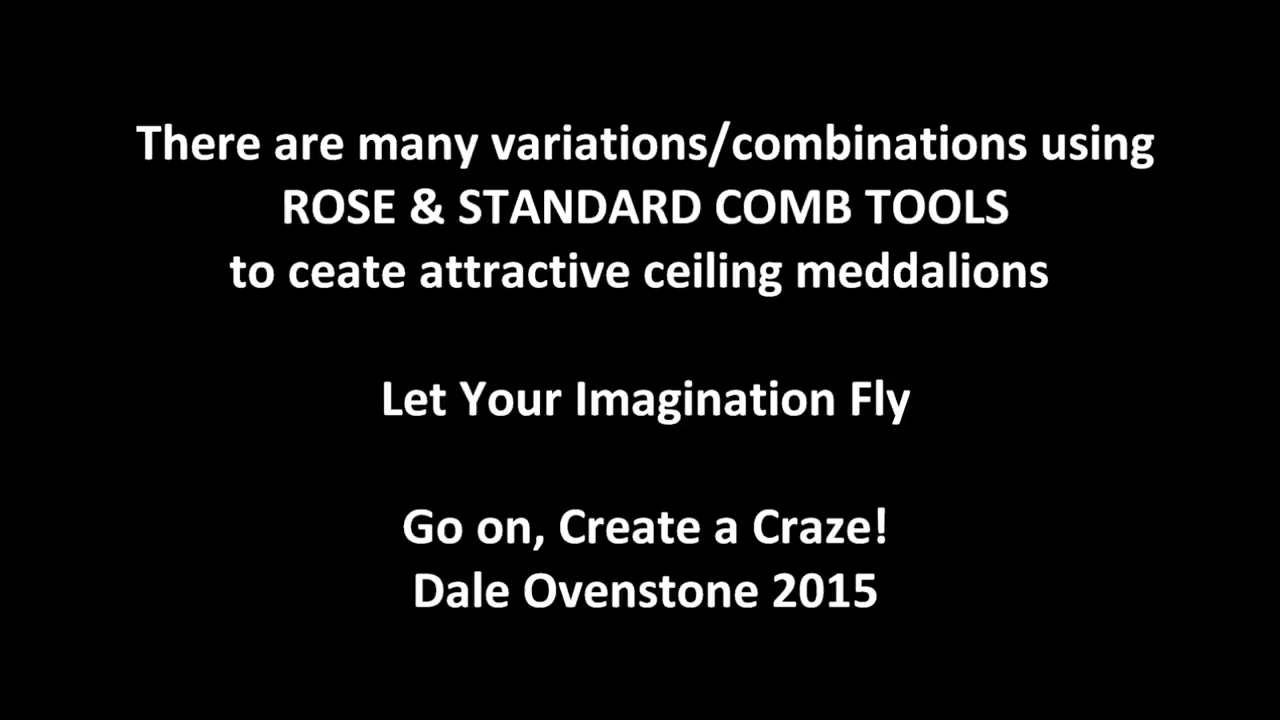 There are many variations/combinations using
ROSE & STANDARD COMB TOOLS
to ceate attractive ceiling meddalions
Let Your Imagination Fly
Go on, Create a Craze!
Dale Ovenstone 2015